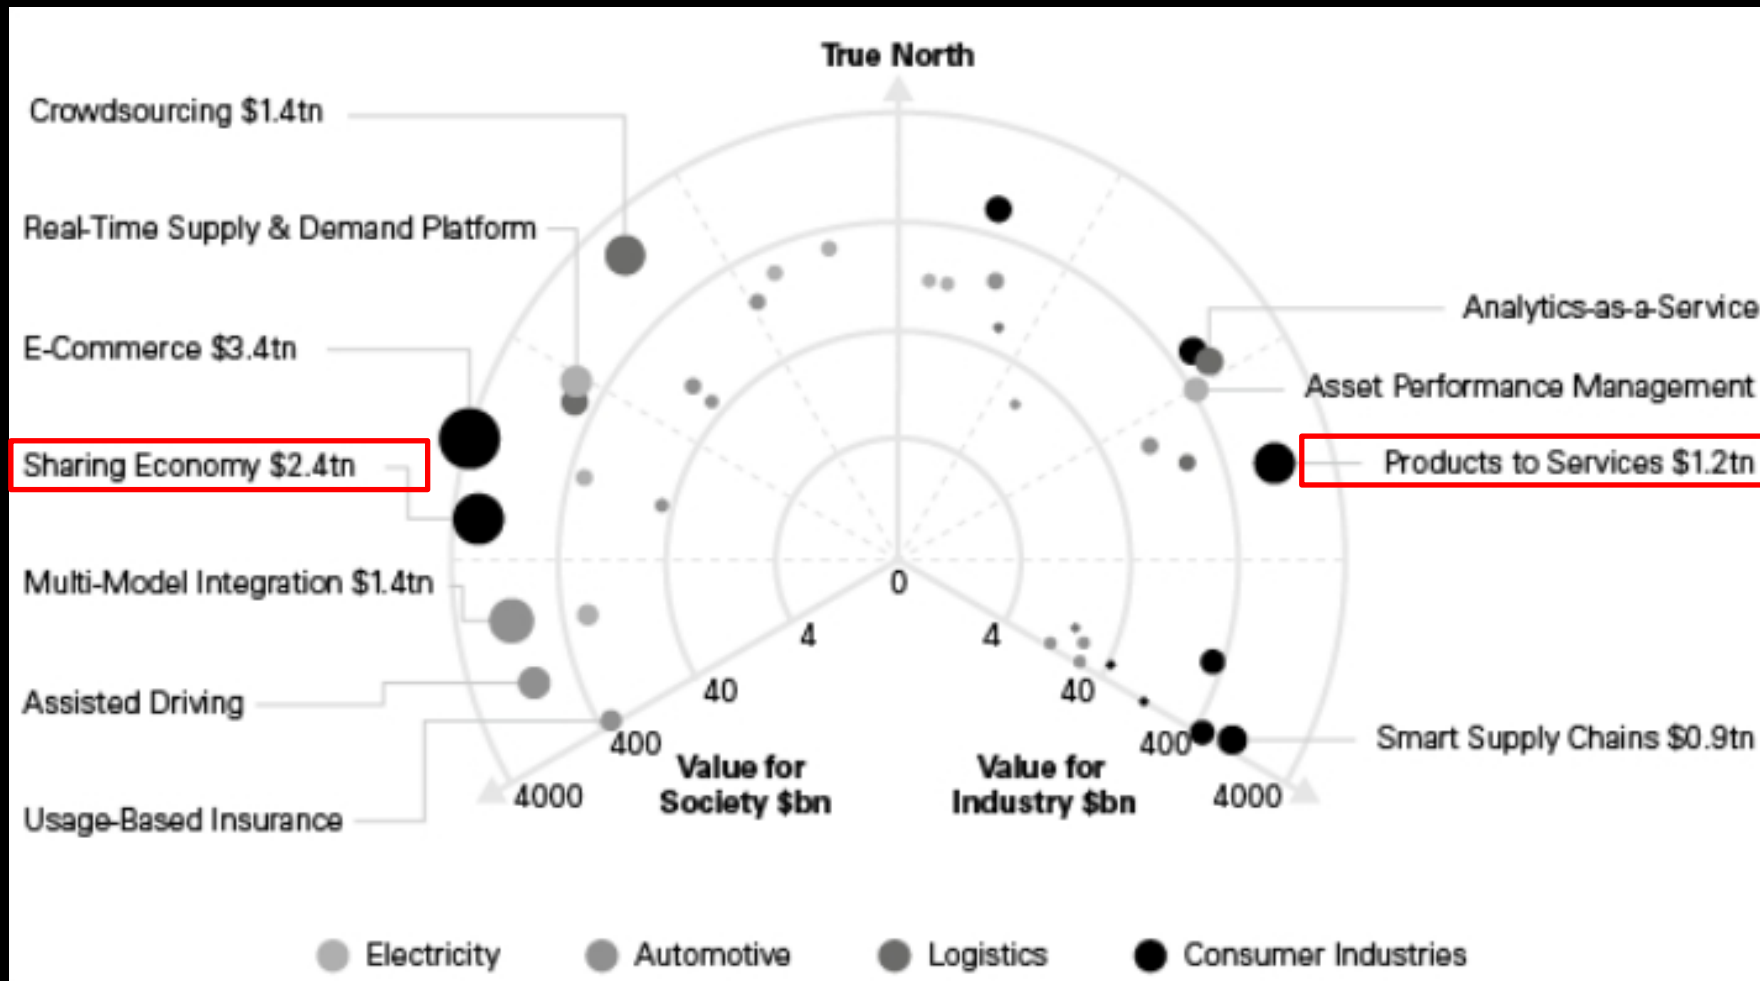 True North
Crowdsourcing $1.4tn
Real-Time Supply & Demand Platform
E-Commerce $3.4tn
Sharing Economy $2.4tn
Multi-Model Integration $1.4tn
Assisted Driving
Usage-Based Insurance
Analytics-as-a-Service
Asset Performance Management
Products to Services $1.2tn
Smart Supply Chains $0.9tn
0
4
4
40
40
400
400
4000
4000
Value for
Society $bn
Value for
Industry $bn
Electricity
Automotive
Logistics
Consumer Industries